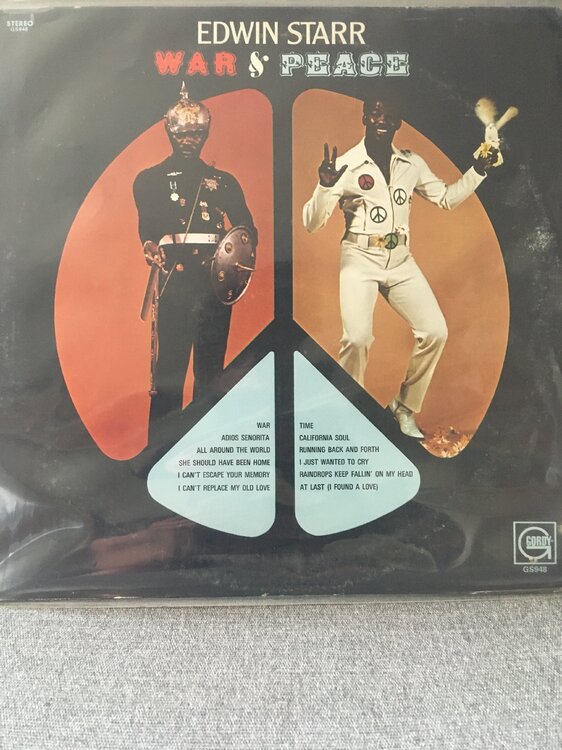 STEREO
GS948
EDWIN STARR
WAR & PEACE
WAR
ADIOS SENORITA
ALL AROUND THE WORLD
SHE SHOULD HAVE BEEN HOME
I CAN'T ESCAPE YOUR MEMORY
I CAN'T REPLACE MY OLD LOVE
TIME
CALIFORNIA SOUL
RUNNING BACK AND FORTH
I JUST WANTED TO CRY
RAINDROPS KEEP FALLIN' ON MY HEAD
AT LAST (I FOUND A LOVE)
GORDY
GS948